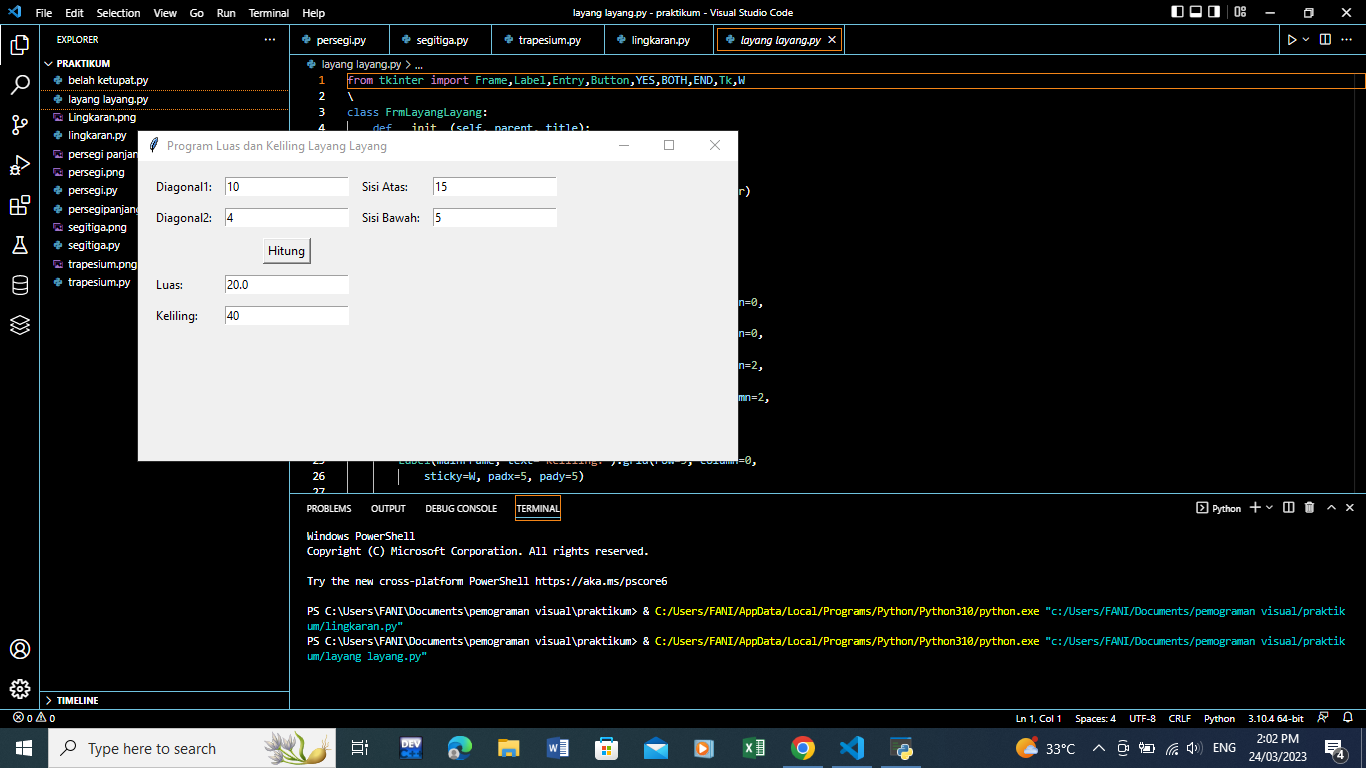 File Edit Selection View Go Run Terminal Help layang layang.py - praktikum - Visual Studio Code
EXPLORER
PRAKTIKUM
belah ketupat.py
layang layang.py
Lingkaran.png
lingkaran.py
persegi panjan
persegi.png
persegi.py
persegipanjang
segitiga.png
segitiga.py
trapesium.png
trapesium.py
TIMELINE
persegi.py segitiga.py trapesium.py lingkaran.py layang layang.py
layang layang.py > ...
1 from tkinter import Frame,Label,Entry,Button,YES,BOTH,END,Tk,W
2 \
3 class FrmLayangLayang:
4 def __init__(self, parent, title):
r)
n=0,
n=0,
n=2,
mn=2,
25 Label(mainFrame, text="Keliling:").grid(row=5, column=0,
26 sticky=W, padx=5, pady=5)
27
Program Luas dan Keliling Layang Layang
Diagonal1: 10 Sisi Atas: 15
Diagonal2: 4 Sisi Bawah: 5
Hitung
Luas: 20.0
Keliling: 40
PROBLEMS OUTPUT DEBUG CONSOLE TERMINAL Python
Windows PowerShell
Copyright (C) Microsoft Corporation. All rights reserved.
Try the new cross-platform PowerShell https://aka.ms/pscore6
PS C:\Users\FANI\Documents\pemograman visual\praktikum> & C:/Users/FANI/AppData/Local/Programs/Python/Python310/python.exe "c:/Users/FANI/Documents/pemograman visual/praktik
um/lingkaran.py"
PS C:\Users\FANI\Documents\pemograman visual\praktikum> & C:/Users/FANI/AppData/Local/Programs/Python/Python310/python.exe "c:/Users/FANI/Documents/pemograman visual/praktik
um/layang layang.py"
0 0 Ln 1, Col 1 Spaces: 4 UTF-8 CRLF Python 3.10.4 64-bit
Type here to search
DEV
33°C ENG
2:02 PM
24/03/2023
4